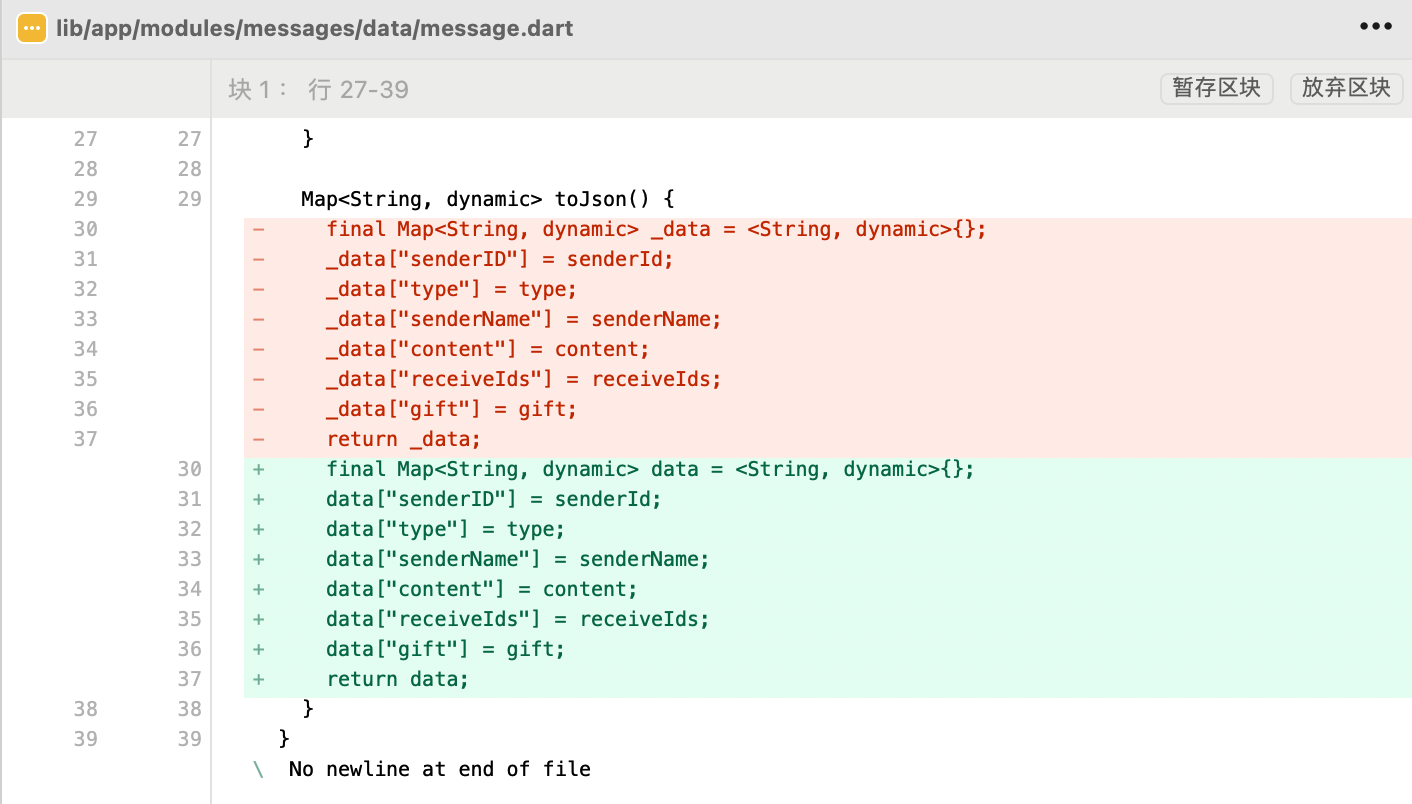 lib/app/modules/messages/data/message.dart
块 1： 行 27-39 暂存区块 放弃区块
27 27 }
28 28
29 29 Map<String, dynamic> toJson() {
30 - final Map<String, dynamic> _data = <String, dynamic>{};
31 - _data["senderID"] = senderId;
32 - _data["type"] = type;
33 - _data["senderName"] = senderName;
34 - _data["content"] = content;
35 - _data["receiveIds"] = receiveIds;
36 - _data["gift"] = gift;
37 - return _data;
30 + final Map<String, dynamic> data = <String, dynamic>{};
31 + data["senderID"] = senderId;
32 + data["type"] = type;
33 + data["senderName"] = senderName;
34 + data["content"] = content;
35 + data["receiveIds"] = receiveIds;
36 + data["gift"] = gift;
37 + return data;
38 38 }
39 39 }
\ No newline at end of file